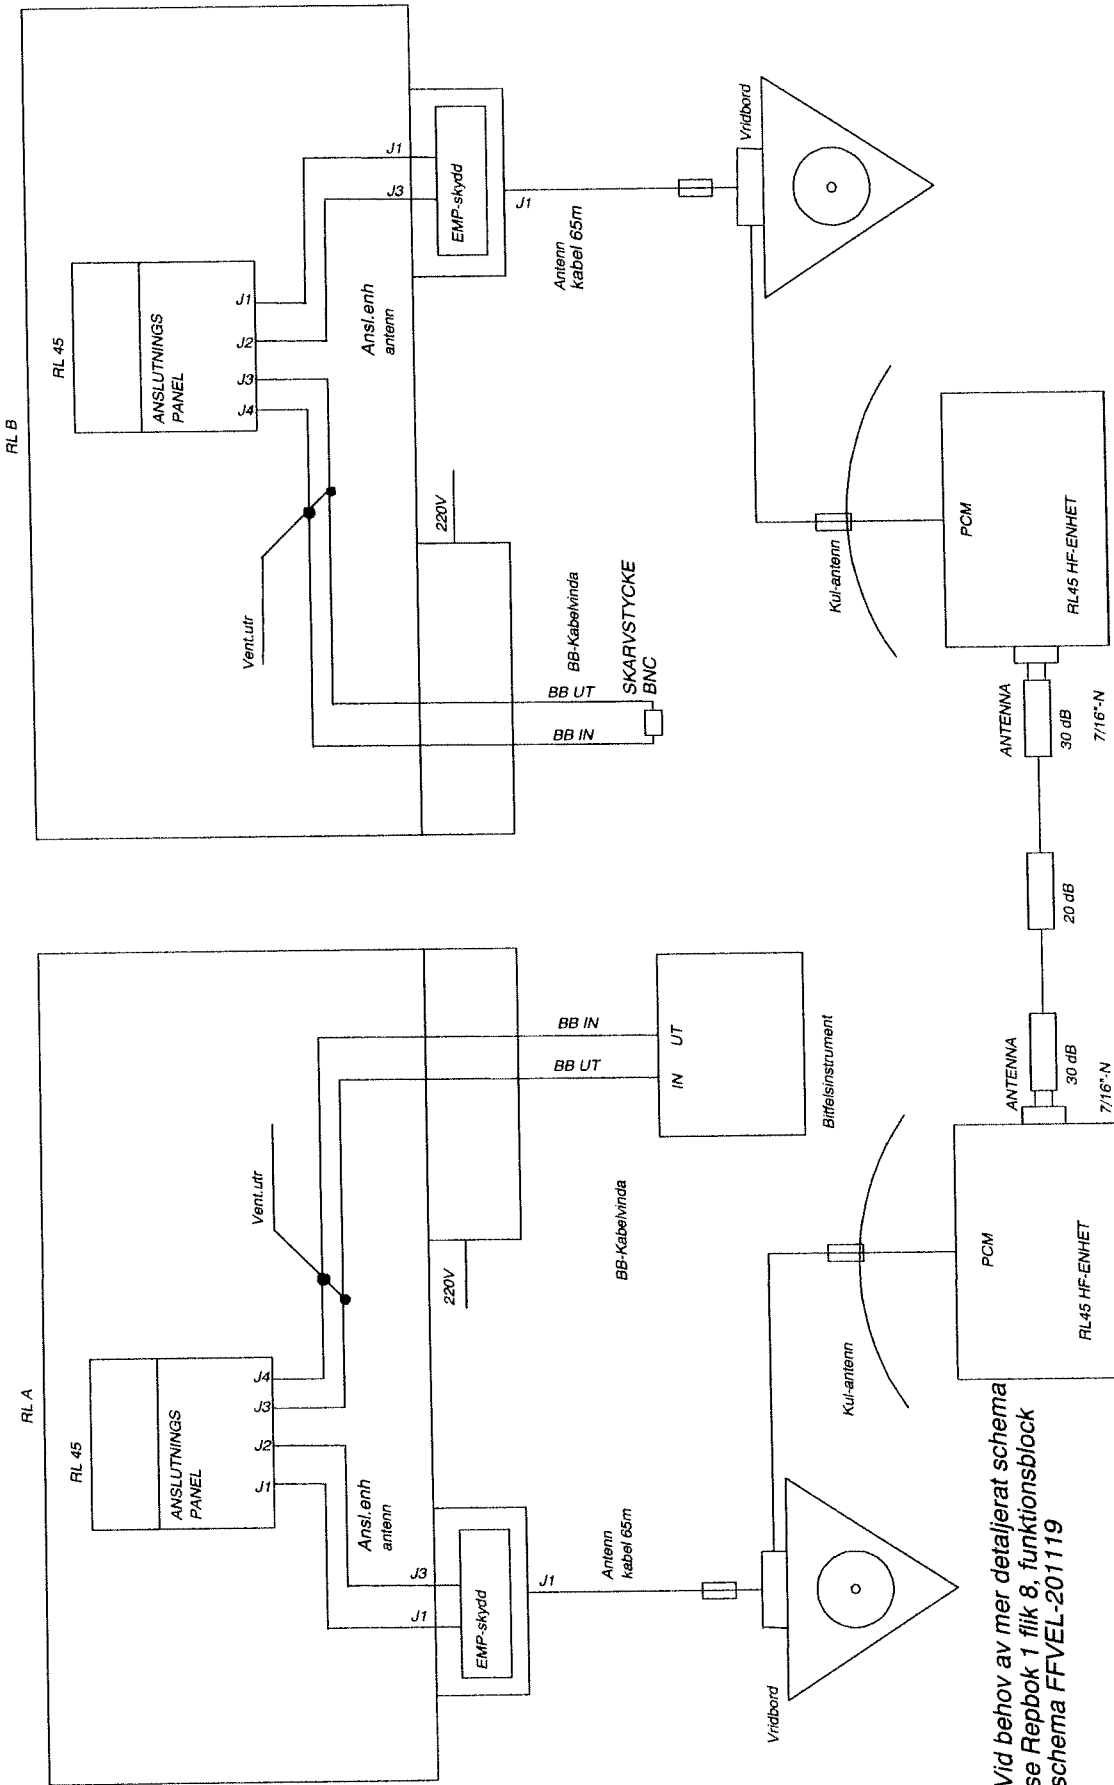 RL A
RL 45
ANSLUTNINGS
PANEL
J1
J2
J3
J4
Vent.utr
Ansl.enh
antenn
J1
J3
EMP-skydd
J1
220V
Antenn
kabel 65m
BB IN
BB UT
BB-Kabelvinda
IN
UT
Bitfelsinstrument
Vridbord
Kul-antenn
PCM
RL45 HF-ENHET
ANTENNA
30 dB
7/16"-N
20 dB
RL B
RL 45
ANSLUTNINGS
PANEL
J4
J3
J2
J1
Vent.utr
Ansl.enh
antenn
J3
J1
EMP-skydd
J1
220V
BB IN
BB UT
BB-Kabelvinda
SKARVSTYCKE
BNC
Antenn
kabel 65m
Vridbord
Kul-antenn
PCM
RL45 HF-ENHET
ANTENNA
30 dB
7/16"-N
Vid behov av mer detaljerat schema
se Repbok 1 flik 8, funktionsblock
schema FFVEL-201119